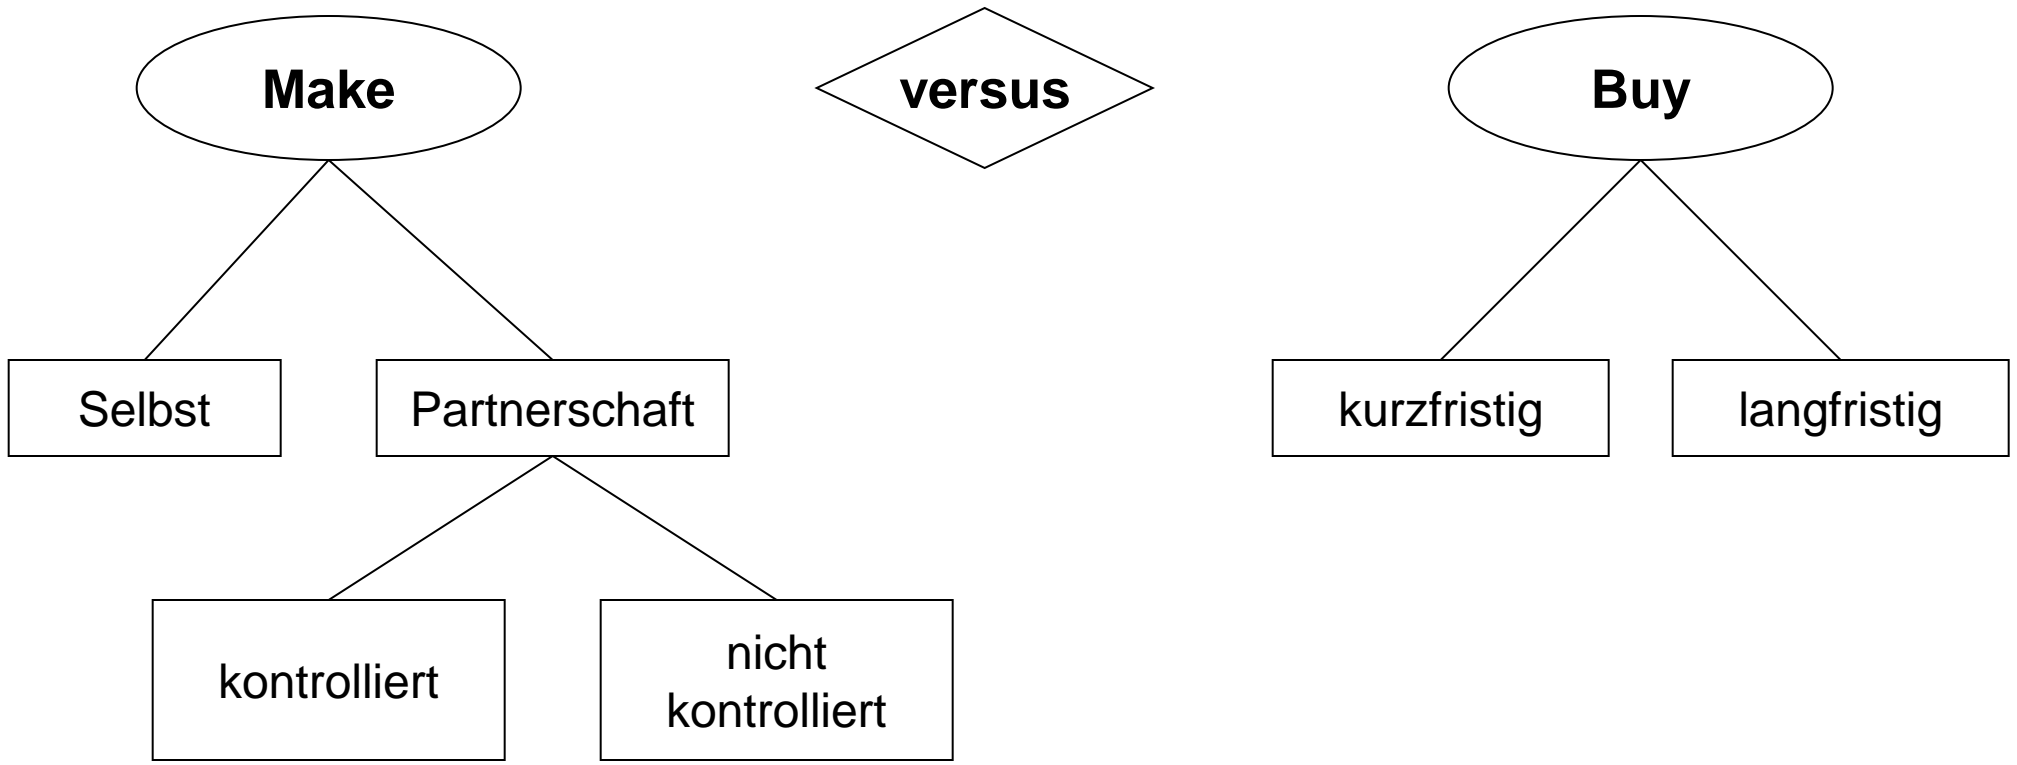 Make
versus
Buy
Selbst
Partnerschaft
kurzfristig
langfristig
kontrolliert
nicht
kontrolliert